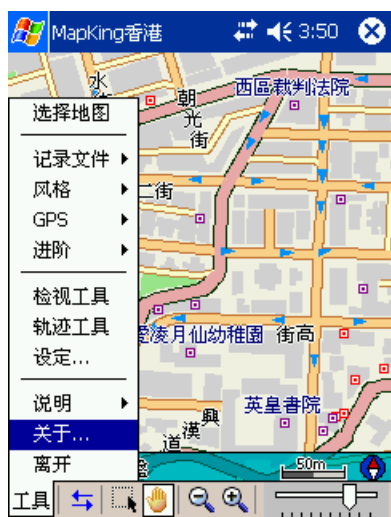 MapKing香港 3:50
水
朝光街
西區裁判法院
选择地图
记录文件
二街
风格
GPS
进阶
检视工具
轨迹工具
凌月仙幼稚園
街高
设定...
说明
英皇書院
興漢道
关于...
离开
50m
工具